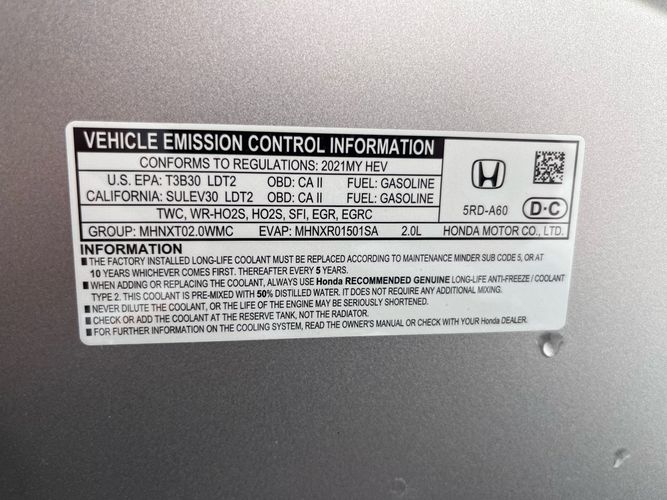 VEHICLE EMISSION CONTROL INFORMATION
CONFORMS TO REGULATIONS: 2021MY HEV
U.S. EPA: T3B30 LDT2 OBD: CA II FUEL: GASOLINE
CALIFORNIA: SULEV30 LDT2 OBD: CA II FUEL: GASOLINE
TWC, WR-HO2S, HO2S, SFI, EGR, EGRC
5RD-A60 D·C
GROUP: MHNXT02.0WMC EVAP: MHNXR01501SA 2.0L HONDA MOTOR CO., LTD.
INFORMATION
■ THE FACTORY INSTALLED LONG-LIFE COOLANT MUST BE REPLACED ACCORDING TO MAINTENANCE MINDER SUB CODE 5, OR AT
10 YEARS WHICHEVER COMES FIRST. THEREAFTER EVERY 5 YEARS.
■ WHEN ADDING OR REPLACING THE COOLANT, ALWAYS USE Honda RECOMMENDED GENUINE LONG-LIFE ANTI-FREEZE / COOLANT
TYPE 2. THIS COOLANT IS PRE-MIXED WITH 50% DISTILLED WATER. IT DOES NOT REQUIRE ANY ADDITIONAL MIXING.
■ NEVER DILUTE THE COOLANT, OR THE LIFE OF THE ENGINE MAY BE SERIOUSLY SHORTENED.
■ CHECK OR ADD THE COOLANT AT THE RESERVE TANK, NOT THE RADIATOR.
■ FOR FURTHER INFORMATION ON THE COOLING SYSTEM, READ THE OWNER'S MANUAL OR CHECK WITH YOUR Honda DEALER.